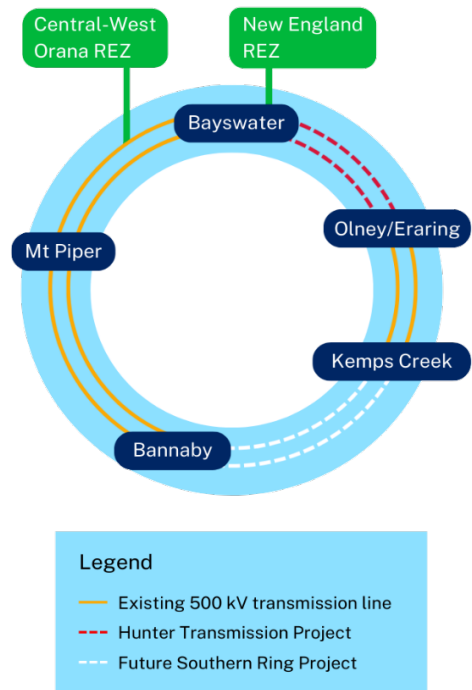 Central-West
Orana REZ
New England
REZ
Bayswater
Olney/Eraring
Mt Piper
Kemps Creek
Bannaby
Legend
Existing 500 kV transmission line
Hunter Transmission Project
Future Southern Ring Project